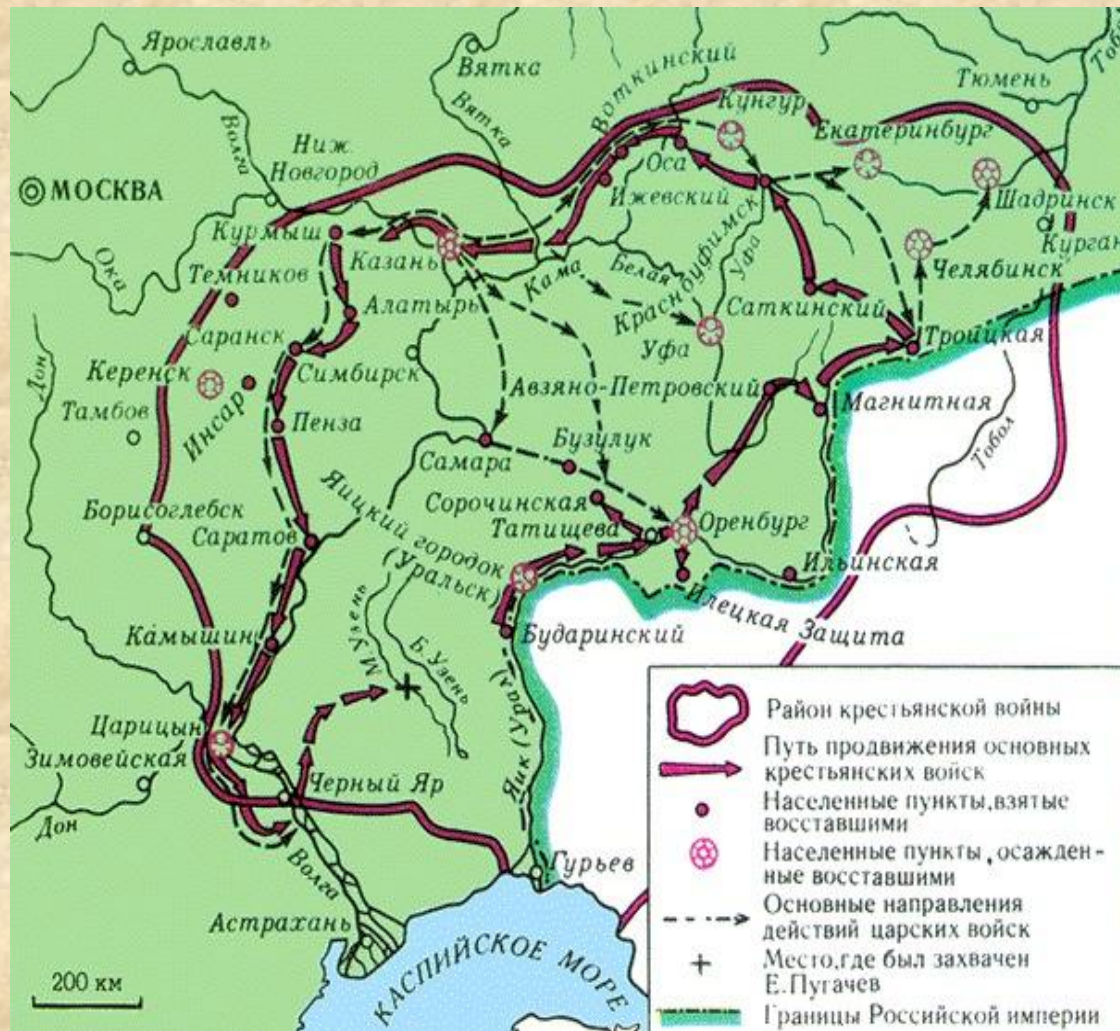 Ярославль
Вятка
Тюмень
Тобол
Волга
Вятка
Воткинский
Кунгур
Екатеринбург
Ниж.
Новгород
Оса
Ижевский
Шадринск
МОСКВА
Курмыш
Казань
Кама
Белая
Красноуфимск
Уфа
Курган
Челябинск
Ока
Темников
Алатырь
Саткинский
Троицкая
Саранск
Симбирск
Уфа
Дон
Керенск
Авзяно-Петровский
Магнитная
Тамбов
Инсар
Пенза
Бузулук
Самара
Тобол
Сорочинская
Борисоглебск
Яицкий городок
(Уральск)
Татищева
Оренбург
Саратов
Ильинская
Илецкая Защита
Камышин
М.Узень
Б.Узень
Бударинский
Царицын
Зимовейская
Яик (Урал)
Черный Яр
Дон
Волга
Гурьев
Астрахань
КАСПИЙСКОЕ МОРЕ
200 км
Район крестьянской войны
Путь продвижения основных
крестьянских войск
Населенные пункты, взятые
восставшими
Населенные пункты, осажден-
ные восставшими
Основные направления
действий царских войск
Место, где был захвачен
Е.Пугачев
Границы Российской империи